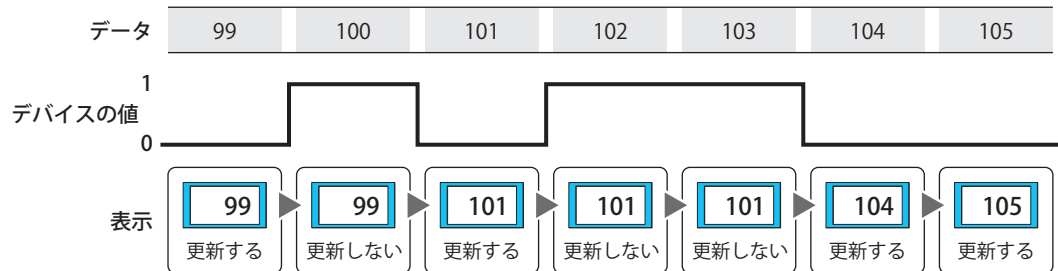 データ 99 100 101 102 103 104 105
1
デバイスの値
0
表示 99 99 101 101 101 104 105
更新する 更新しない 更新する 更新しない 更新しない 更新する 更新する